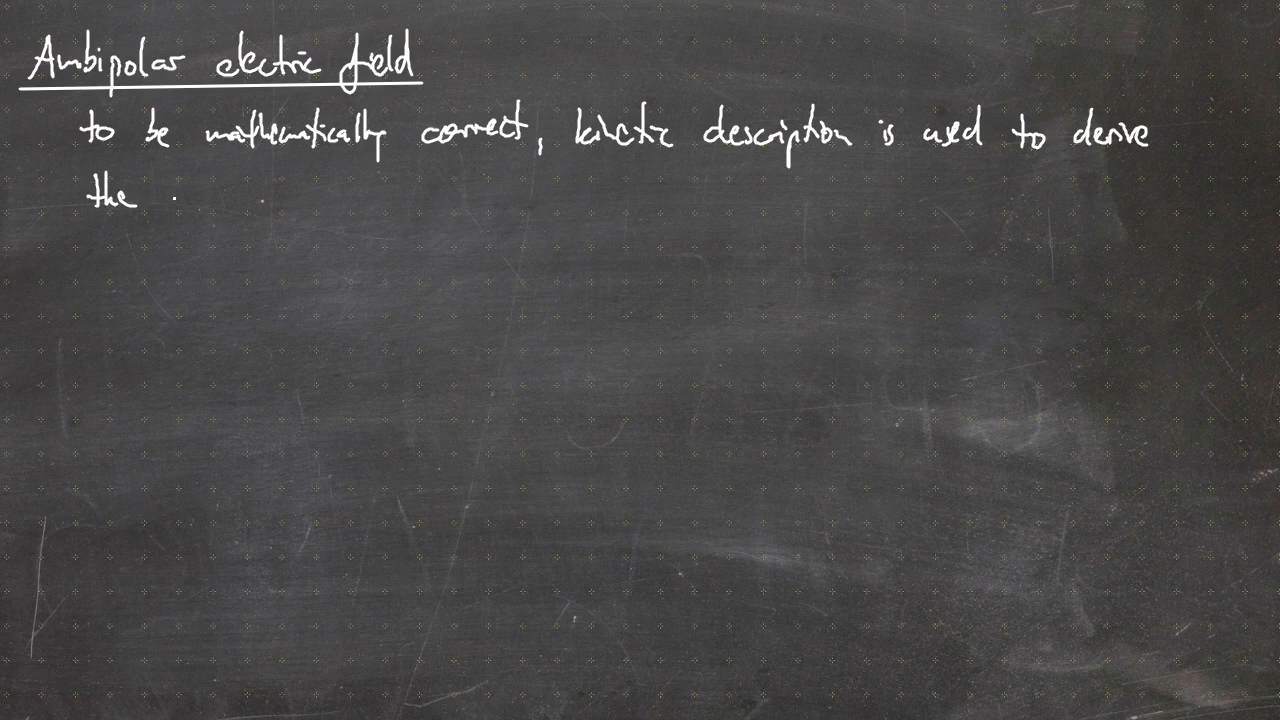 Ambipolar electric field
to be mathematically correct, kinetic description is used to derive
the